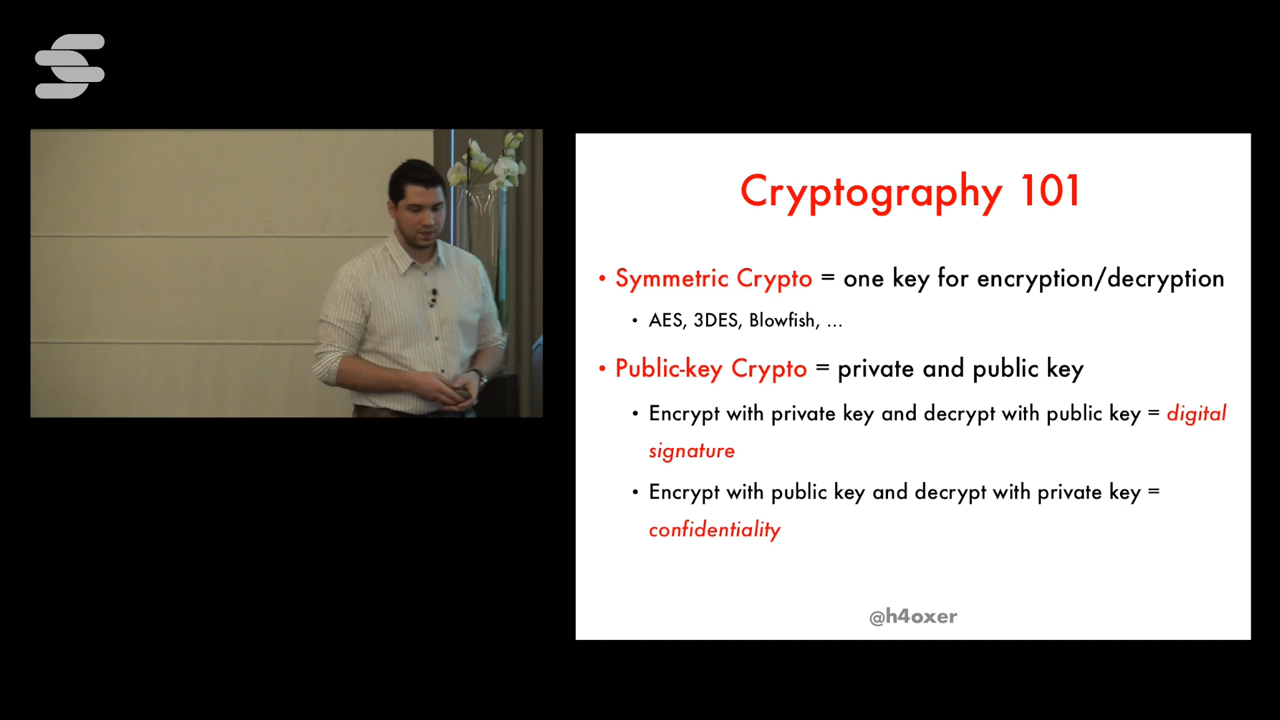 Cryptography 101
• Symmetric Crypto = one key for encryption/decryption
• AES, 3DES, Blowfish, ...
• Public-key Crypto = private and public key
• Encrypt with private key and decrypt with public key = digital
signature
• Encrypt with public key and decrypt with private key =
confidentiality
@h4oxer